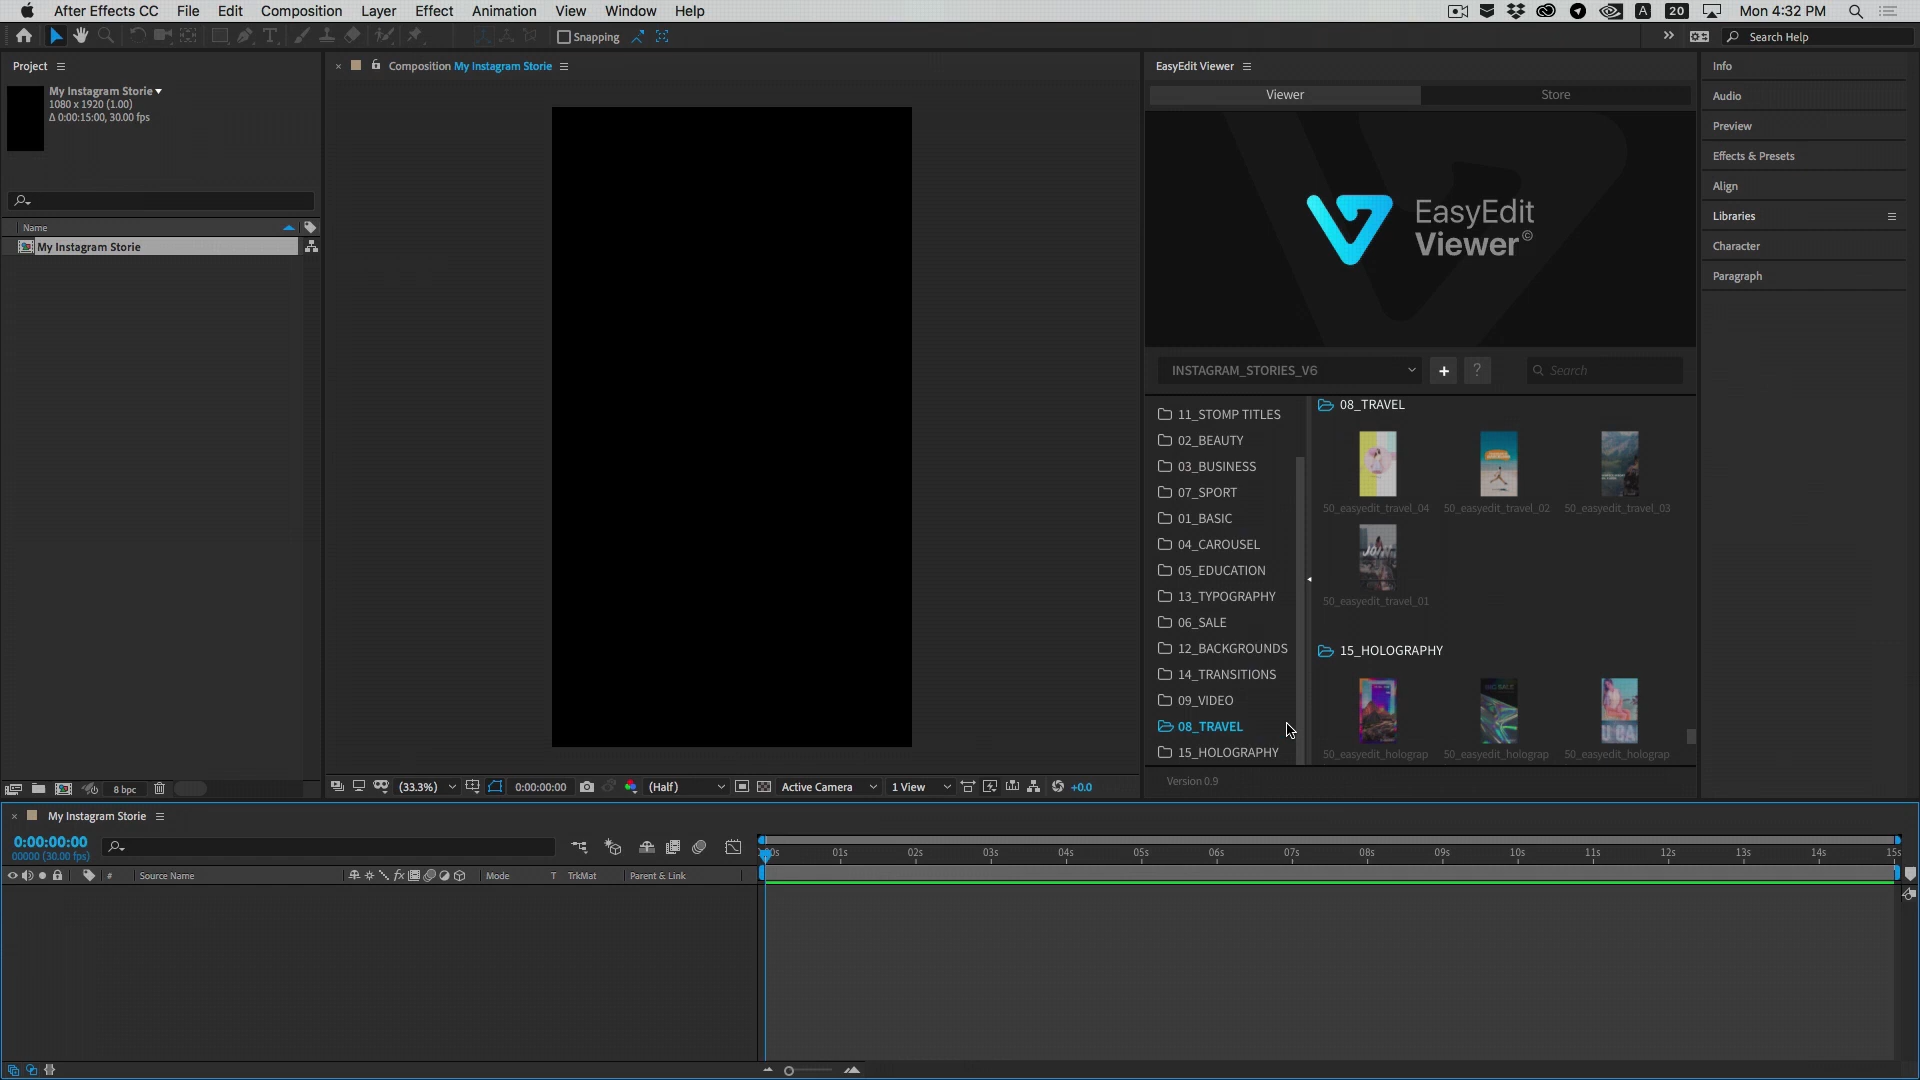 After Effects CC File Edit Composition Layer Effect Animation View Window Help
A 20 Mon 4:32 PM
Snapping
Search Help
Project
Composition My Instagram Storie
EasyEdit Viewer
Info
My Instagram Storie
1080 x 1920 (1.00)
Δ 0:00:15:00, 30.00 fps
Viewer
Store
Audio
Preview
Effects & Presets
Align
Libraries
Character
Paragraph
EasyEdit
Viewer©
Name
My Instagram Storie
INSTAGRAM_STORIES_V6
+
?
Search
11_STOMP TITLES
02_BEAUTY
03_BUSINESS
07_SPORT
01_BASIC
04_CAROUSEL
05_EDUCATION
13_TYPOGRAPHY
06_SALE
12_BACKGROUNDS
14_TRANSITIONS
09_VIDEO
08_TRAVEL
15_HOLOGRAPHY
08_TRAVEL
50_easyedit_travel_04
50_easyedit_travel_02
50_easyedit_travel_03
JOIN
50_easyedit_travel_01
15_HOLOGRAPHY
50_easyedit_holograp
50_easyedit_holograp
50_easyedit_holograp
Version 0.9
8 bpc
(33.3%)
0:00:00:00
(Half)
Active Camera
1 View
+0.0
My Instagram Storie
0:00:00:00
00000 (30.00 fps)
00s 01s 02s 03s 04s 05s 06s 07s 08s 09s 10s 11s 12s 13s 14s 15s
# Source Name fx Mode T TrkMat Parent & Link